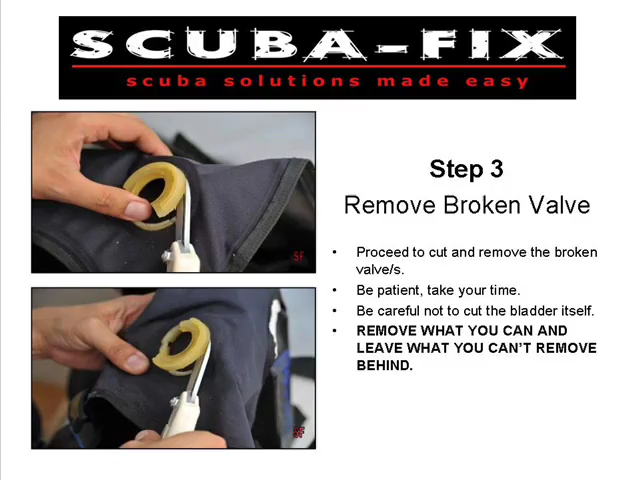 SCUBA-FIX
scuba solutions made easy
Step 3
Remove Broken Valve
• Proceed to cut and remove the broken
valve/s.
• Be patient, take your time.
• Be careful not to cut the bladder itself.
• REMOVE WHAT YOU CAN AND
LEAVE WHAT YOU CAN'T REMOVE
BEHIND.
SF
SF